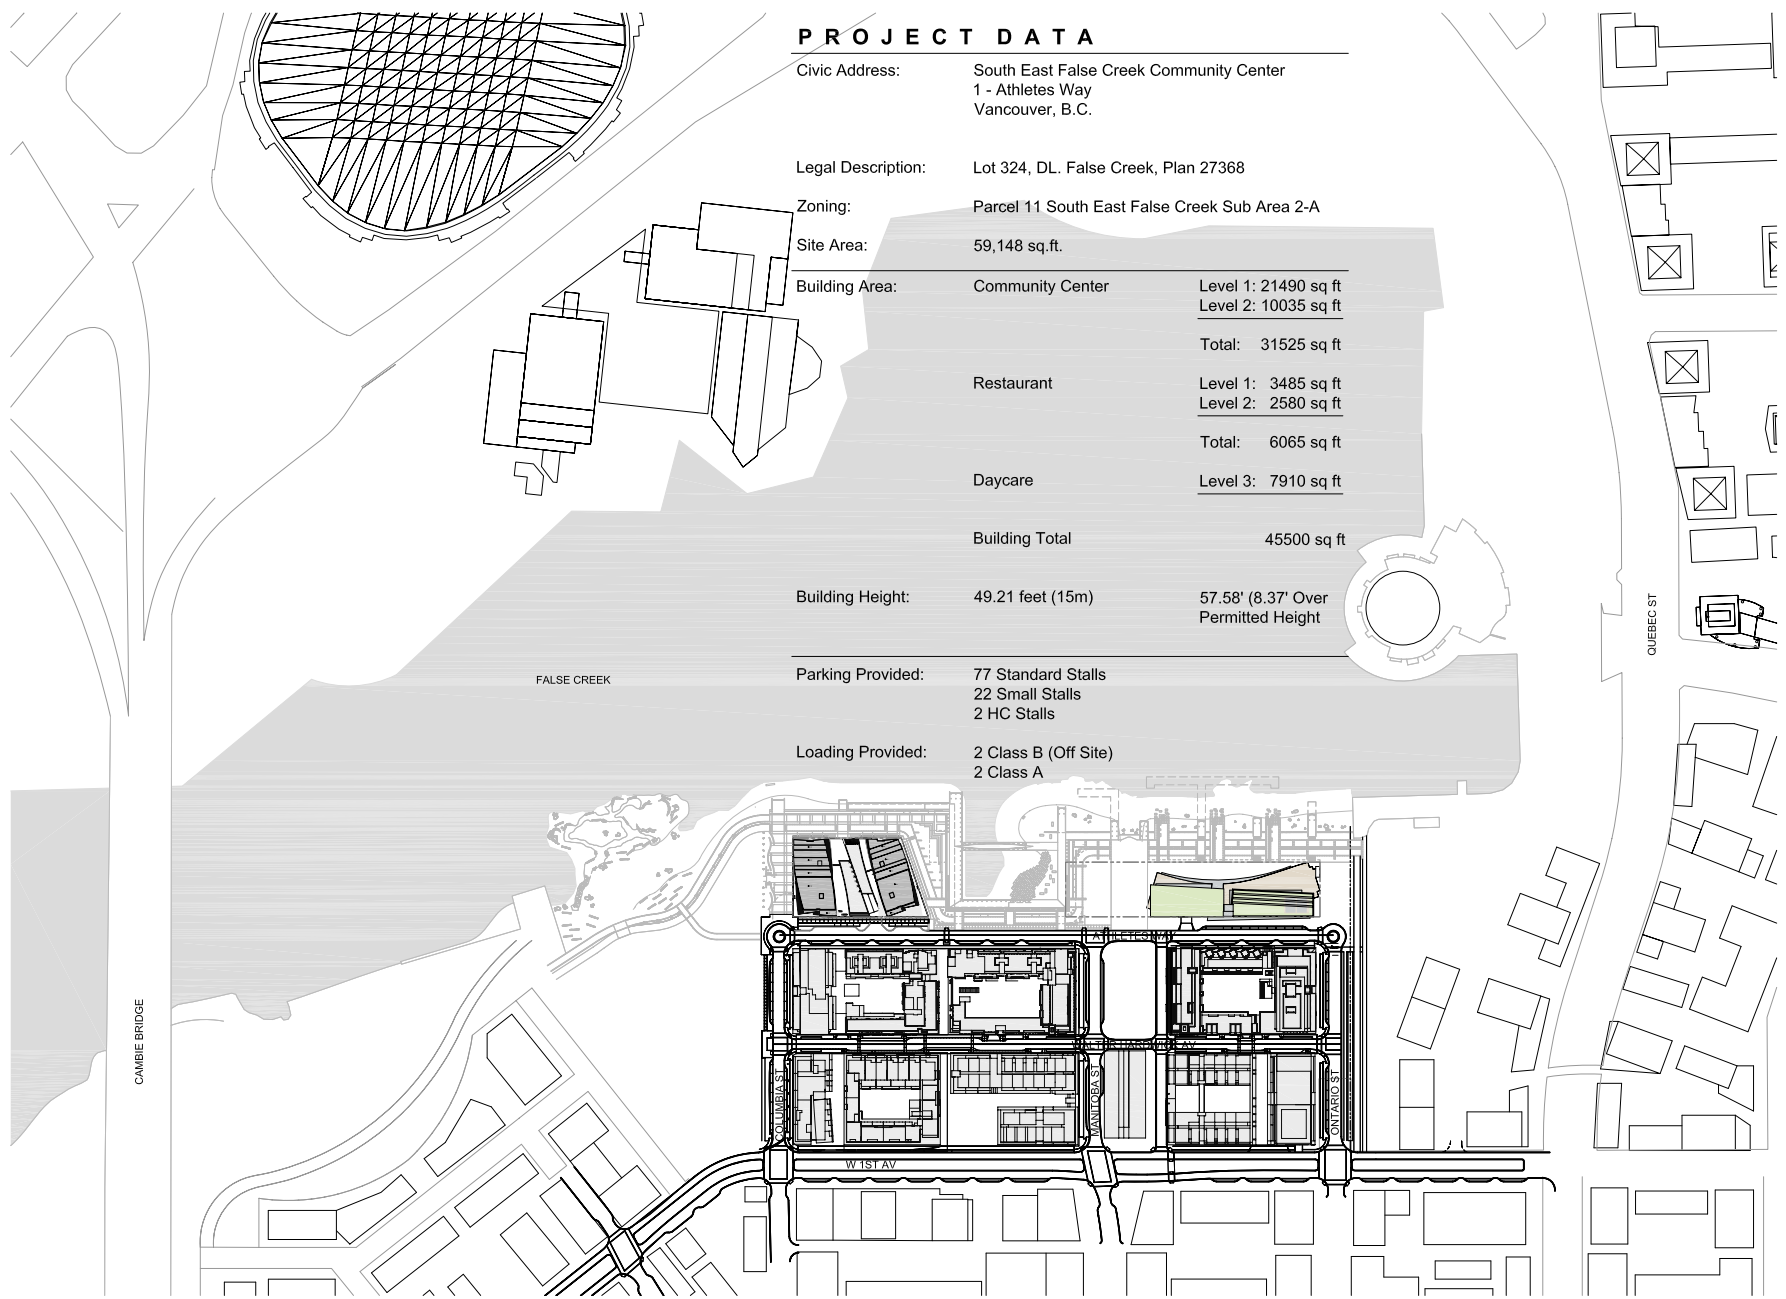 PROJECT DATA
Civic Address: South East False Creek Community Center
1 - Athletes Way
Vancouver, B.C.
Legal Description: Lot 324, DL. False Creek, Plan 27368
Zoning: Parcel 11 South East False Creek Sub Area 2-A
Site Area: 59,148 sq.ft.
Building Area: Community Center Level 1: 21490 sq ft
Level 2: 10035 sq ft
Total: 31525 sq ft
Restaurant Level 1: 3485 sq ft
Level 2: 2580 sq ft
Total: 6065 sq ft
Daycare Level 3: 7910 sq ft
Building Total 45500 sq ft
Building Height: 49.21 feet (15m) 57.58' (8.37' Over
Permitted Height
Parking Provided: 77 Standard Stalls
22 Small Stalls
2 HC Stalls
Loading Provided: 2 Class B (Off Site)
2 Class A
FALSE CREEK
QUEBEC ST
CAMBIE BRIDGE
ATHLETES WAY
COLUMBIA ST
MANITOBA ST
ONTARIO ST
W 1ST AV